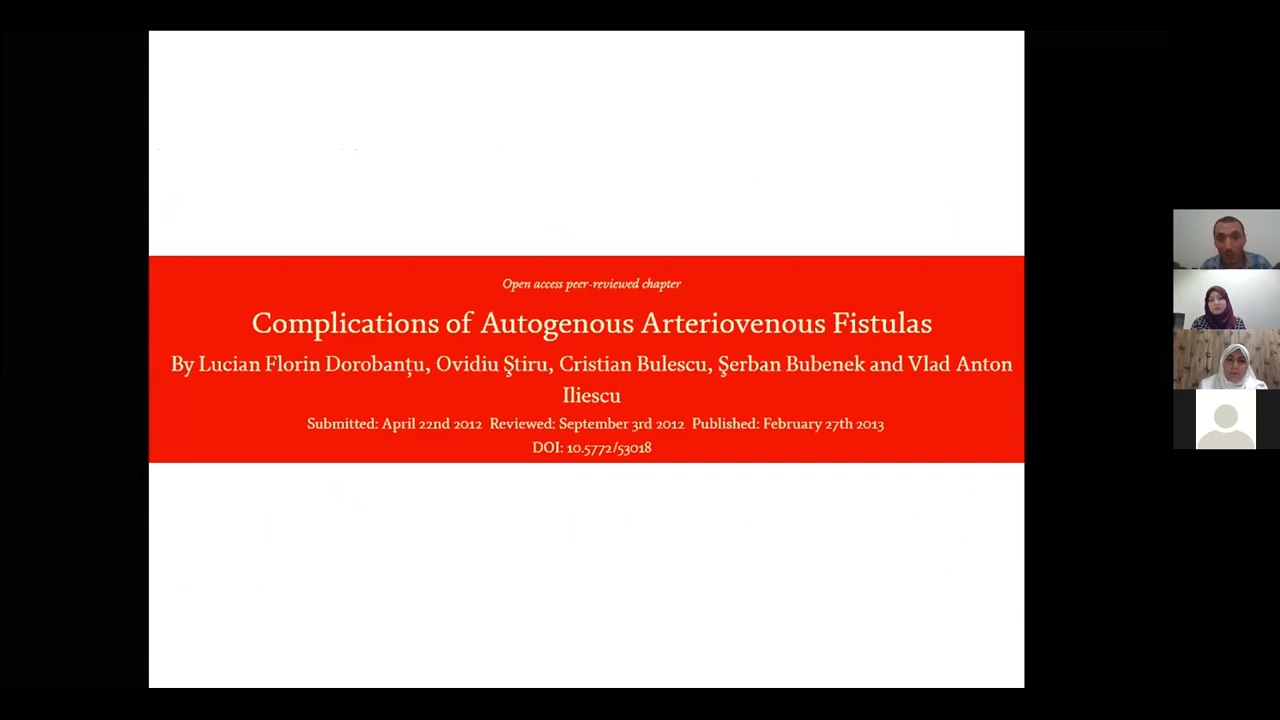 Open access peer-reviewed chapter
Complications of Autogenous Arteriovenous Fistulas
By Lucian Florin Dorobanțu, Ovidiu Ştiru, Cristian Bulescu, Şerban Bubenek and Vlad Anton
Iliescu
Submitted: April 22nd 2012 Reviewed: September 3rd 2012 Published: February 27th 2013
DOI: 10.5772/53018